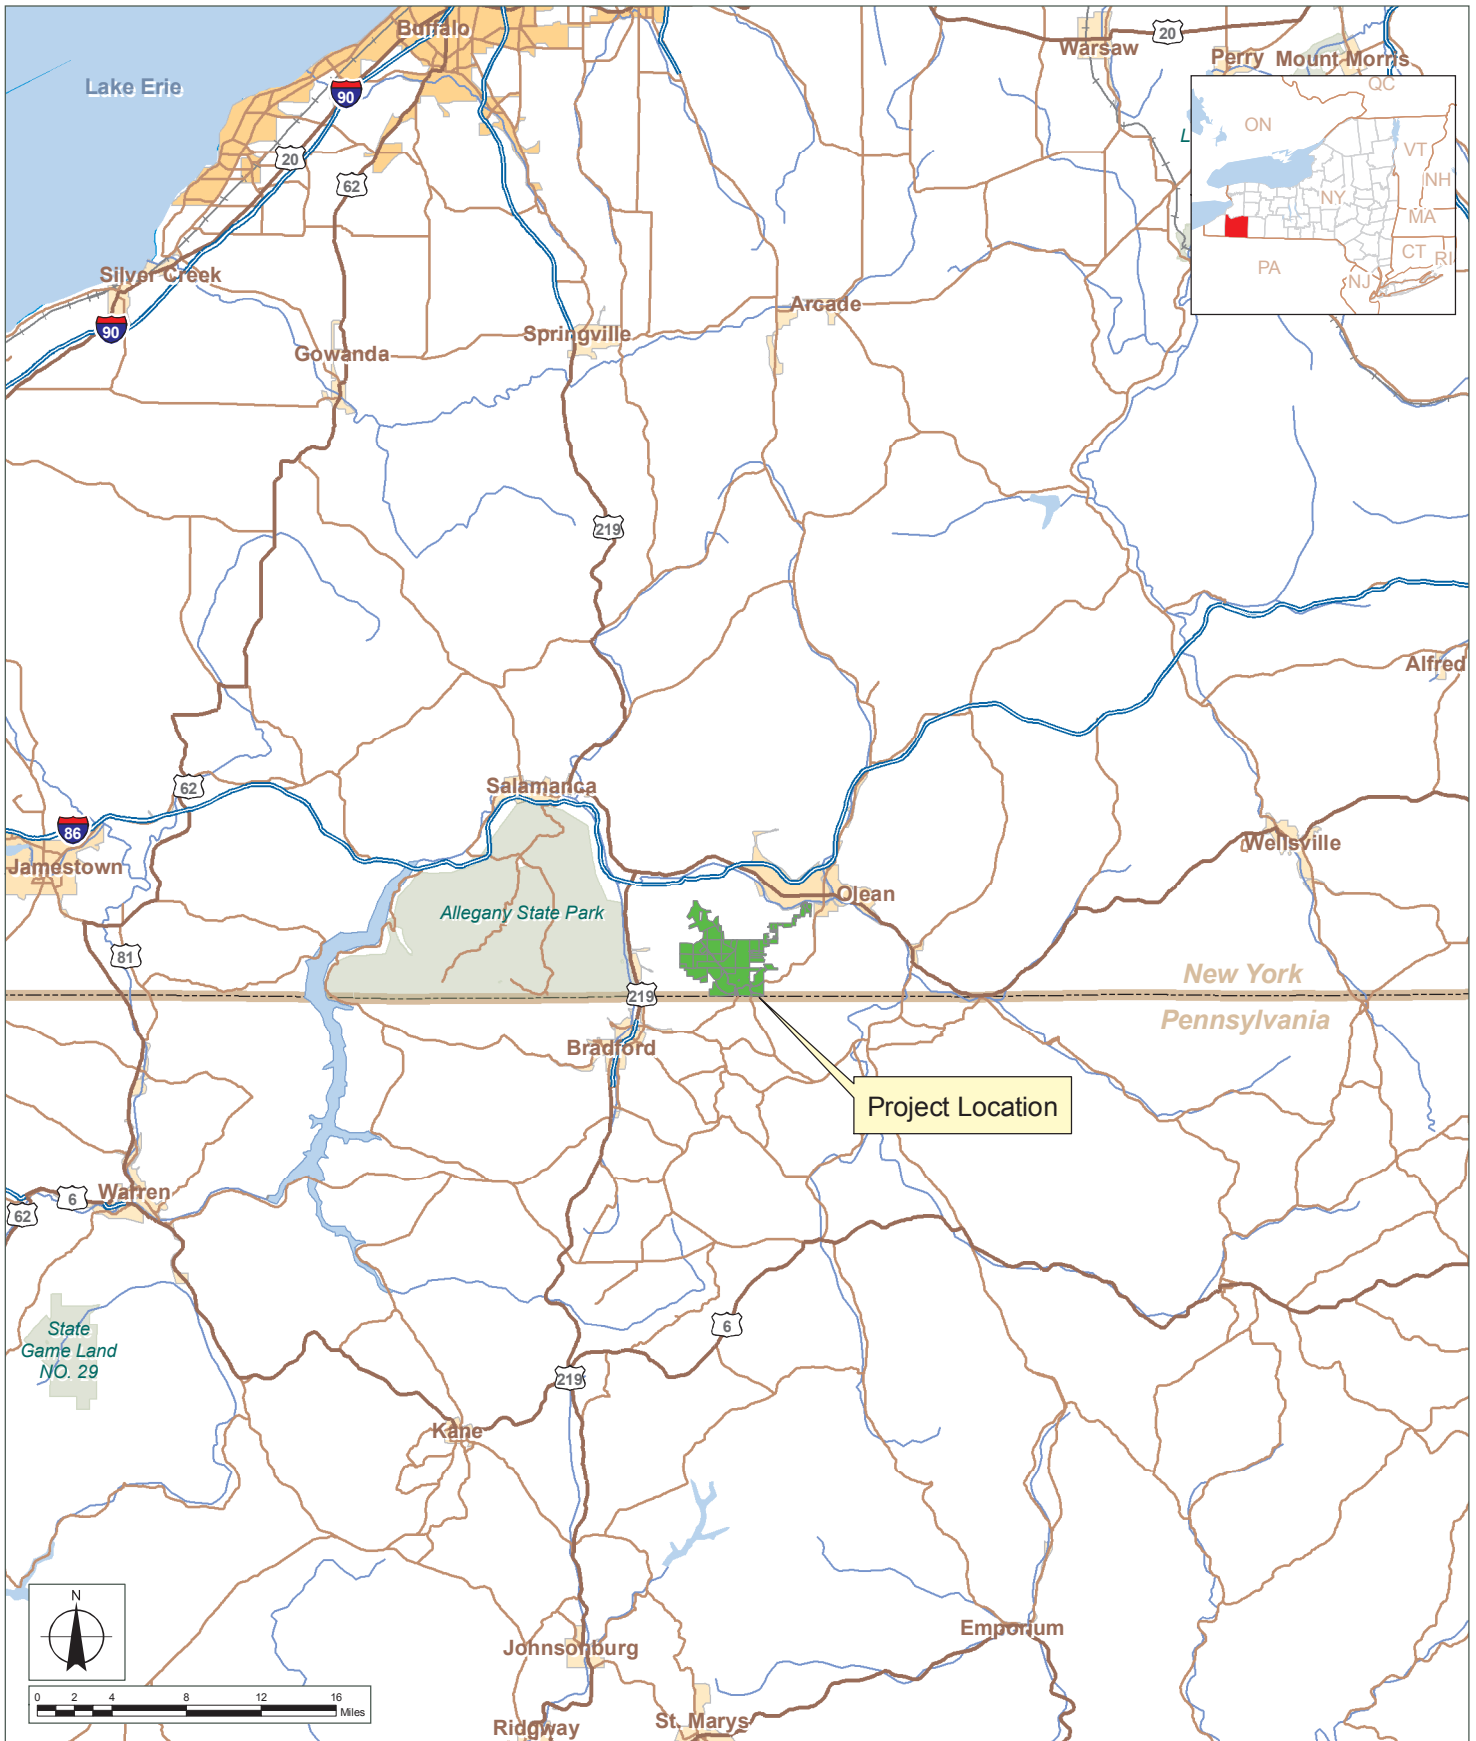 Buffalo
20
Warsaw
Perry
Mount Morris
Lake Erie
90
QC
ON
L
VT
20
NH
62
NY
MA
CT
RI
PA
NJ
Silver Creek
Arcade
90
Springville
Gowanda
219
Alfred
Salamanca
62
86
Wellsville
Jamestown
Olean
Allegany State Park
81
New York
219
Pennsylvania
Bradford
Project Location
Warren
6
62
6
State
Game Land
NO. 29
219
Kane
N
Emporium
Johnsonburg
0 2 4 8 12 16
Miles
St. Marys
Ridgway